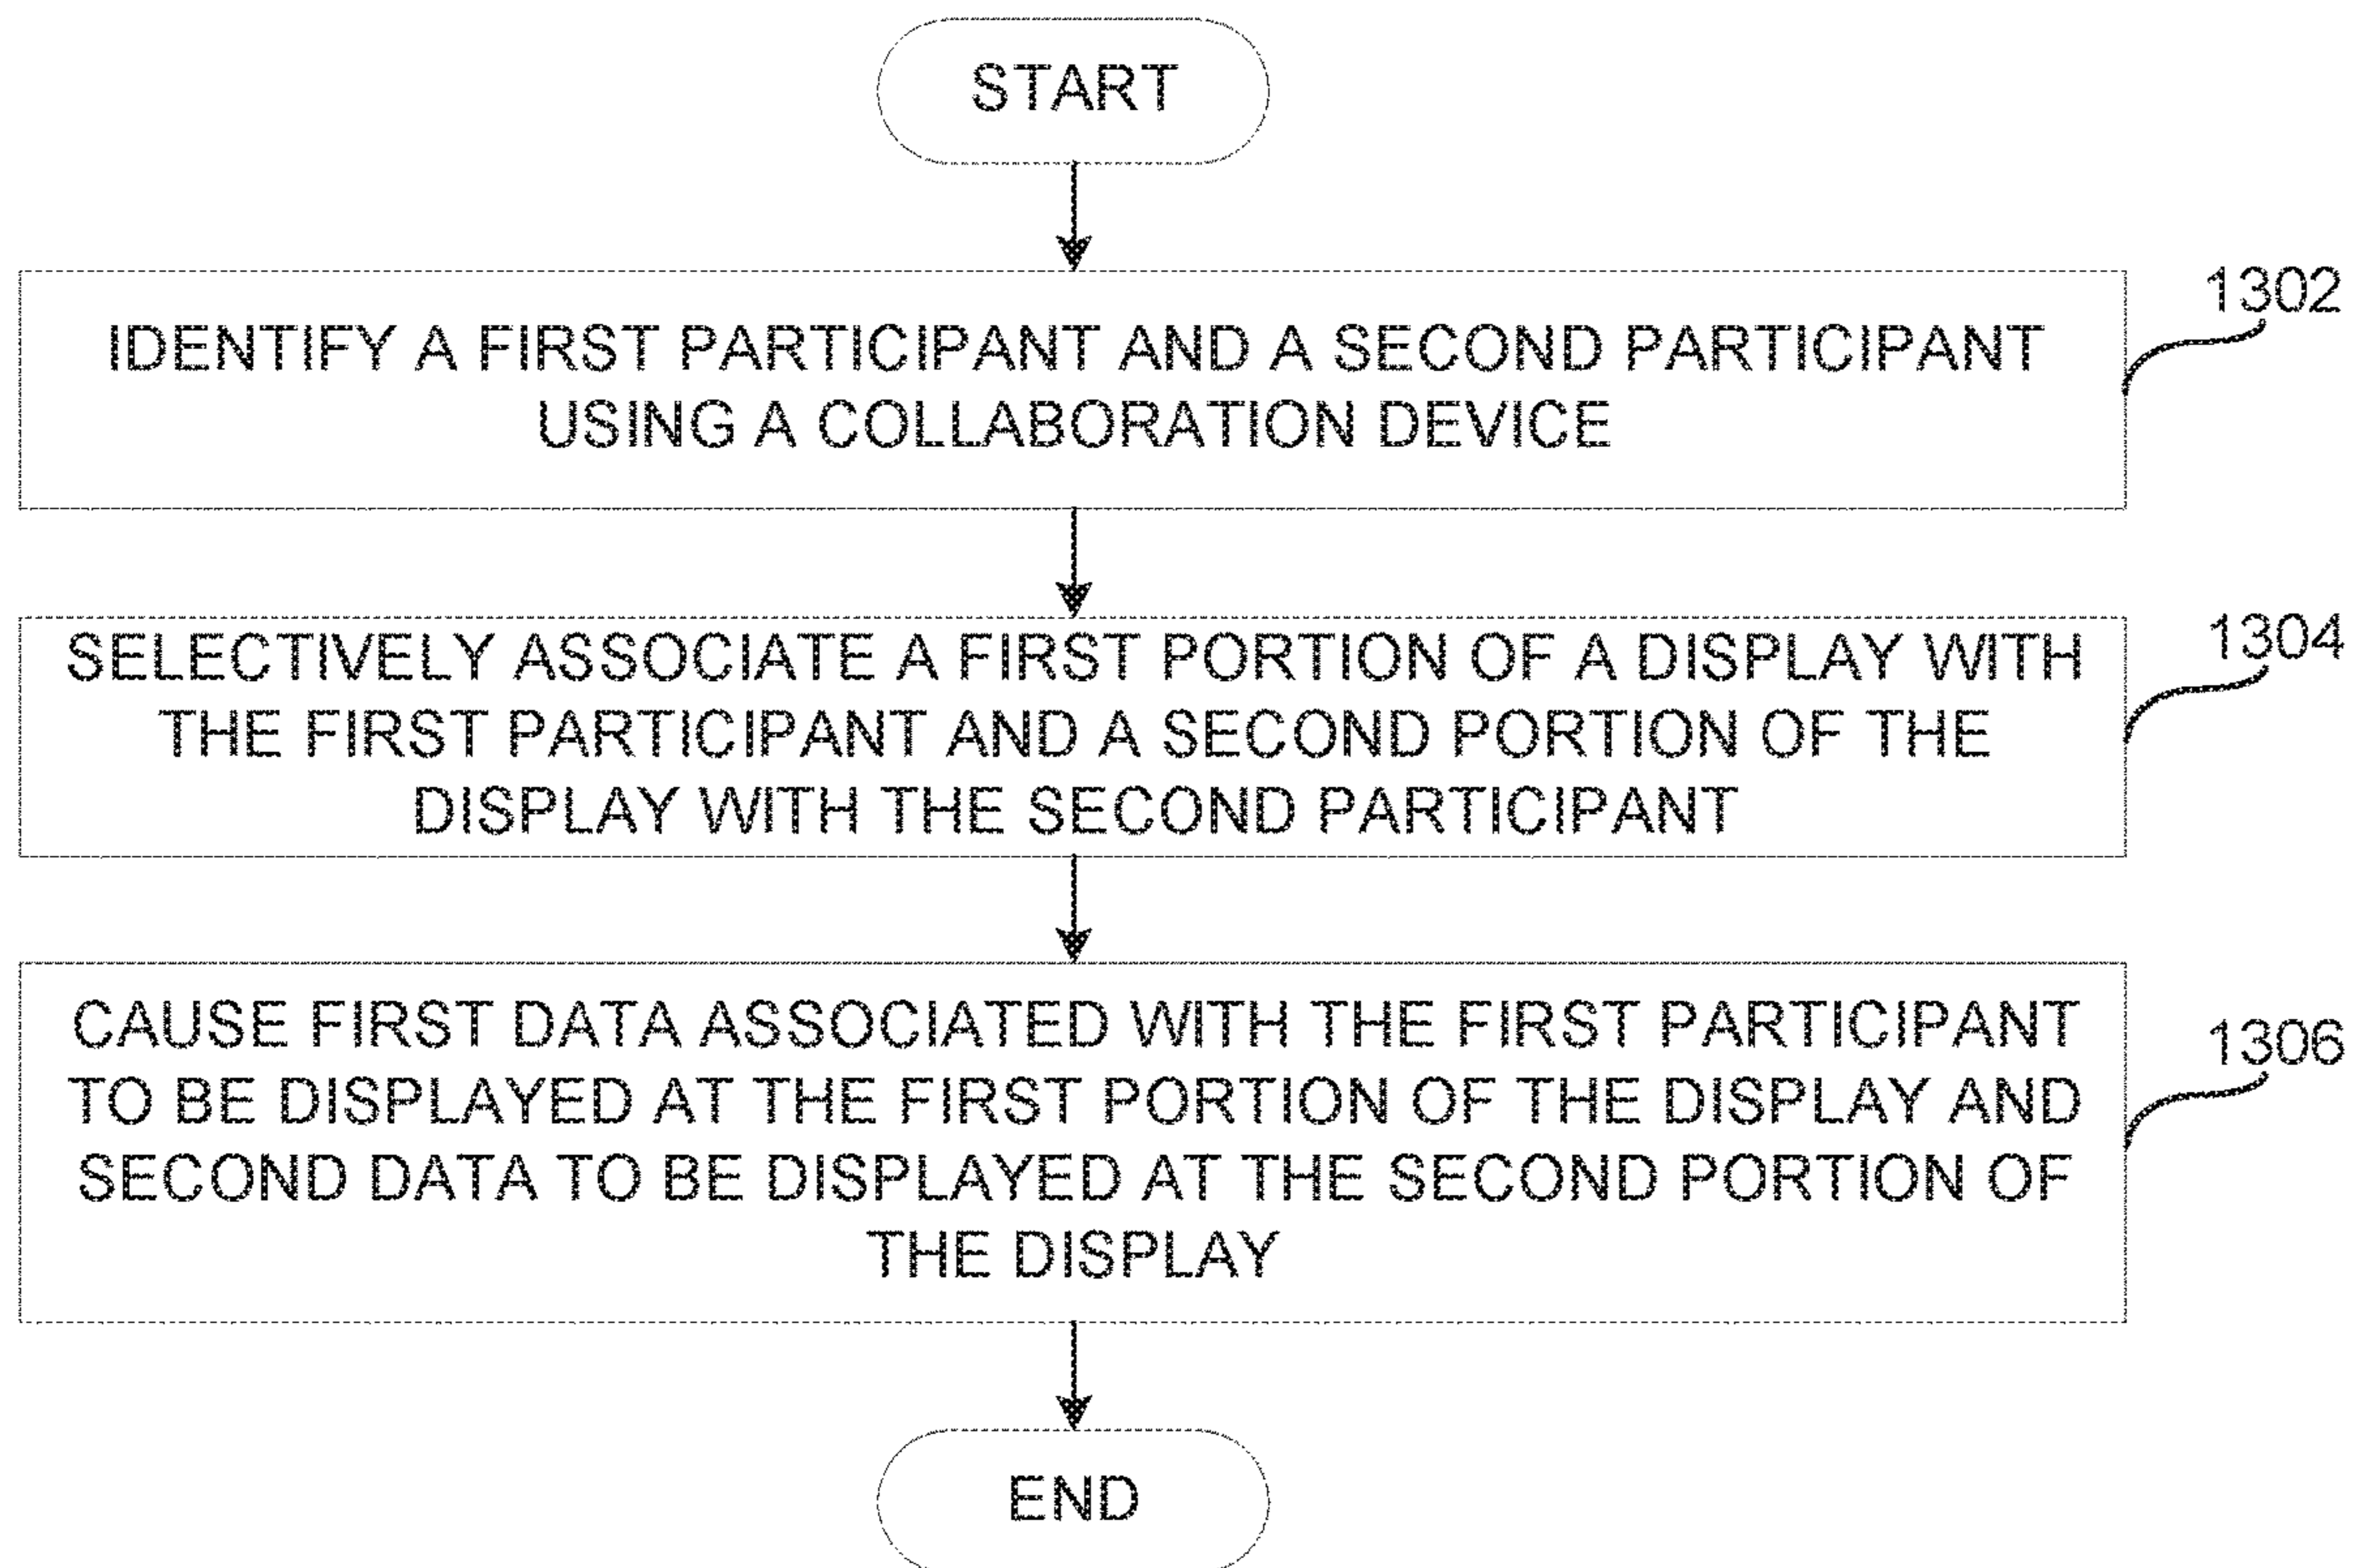 START
1302
IDENTIFY A FIRST PARTICIPANT AND A SECOND PARTICIPANT
USING A COLLABORATION DEVICE
1304
SELECTIVELY ASSOCIATE A FIRST PORTION OF A DISPLAY WITH
THE FIRST PARTICIPANT AND A SECOND PORTION OF THE
DISPLAY WITH THE SECOND PARTICIPANT
1306
CAUSE FIRST DATA ASSOCIATED WITH THE FIRST PARTICIPANT
TO BE DISPLAYED AT THE FIRST PORTION OF THE DISPLAY AND
SECOND DATA TO BE DISPLAYED AT THE SECOND PORTION OF
THE DISPLAY
END